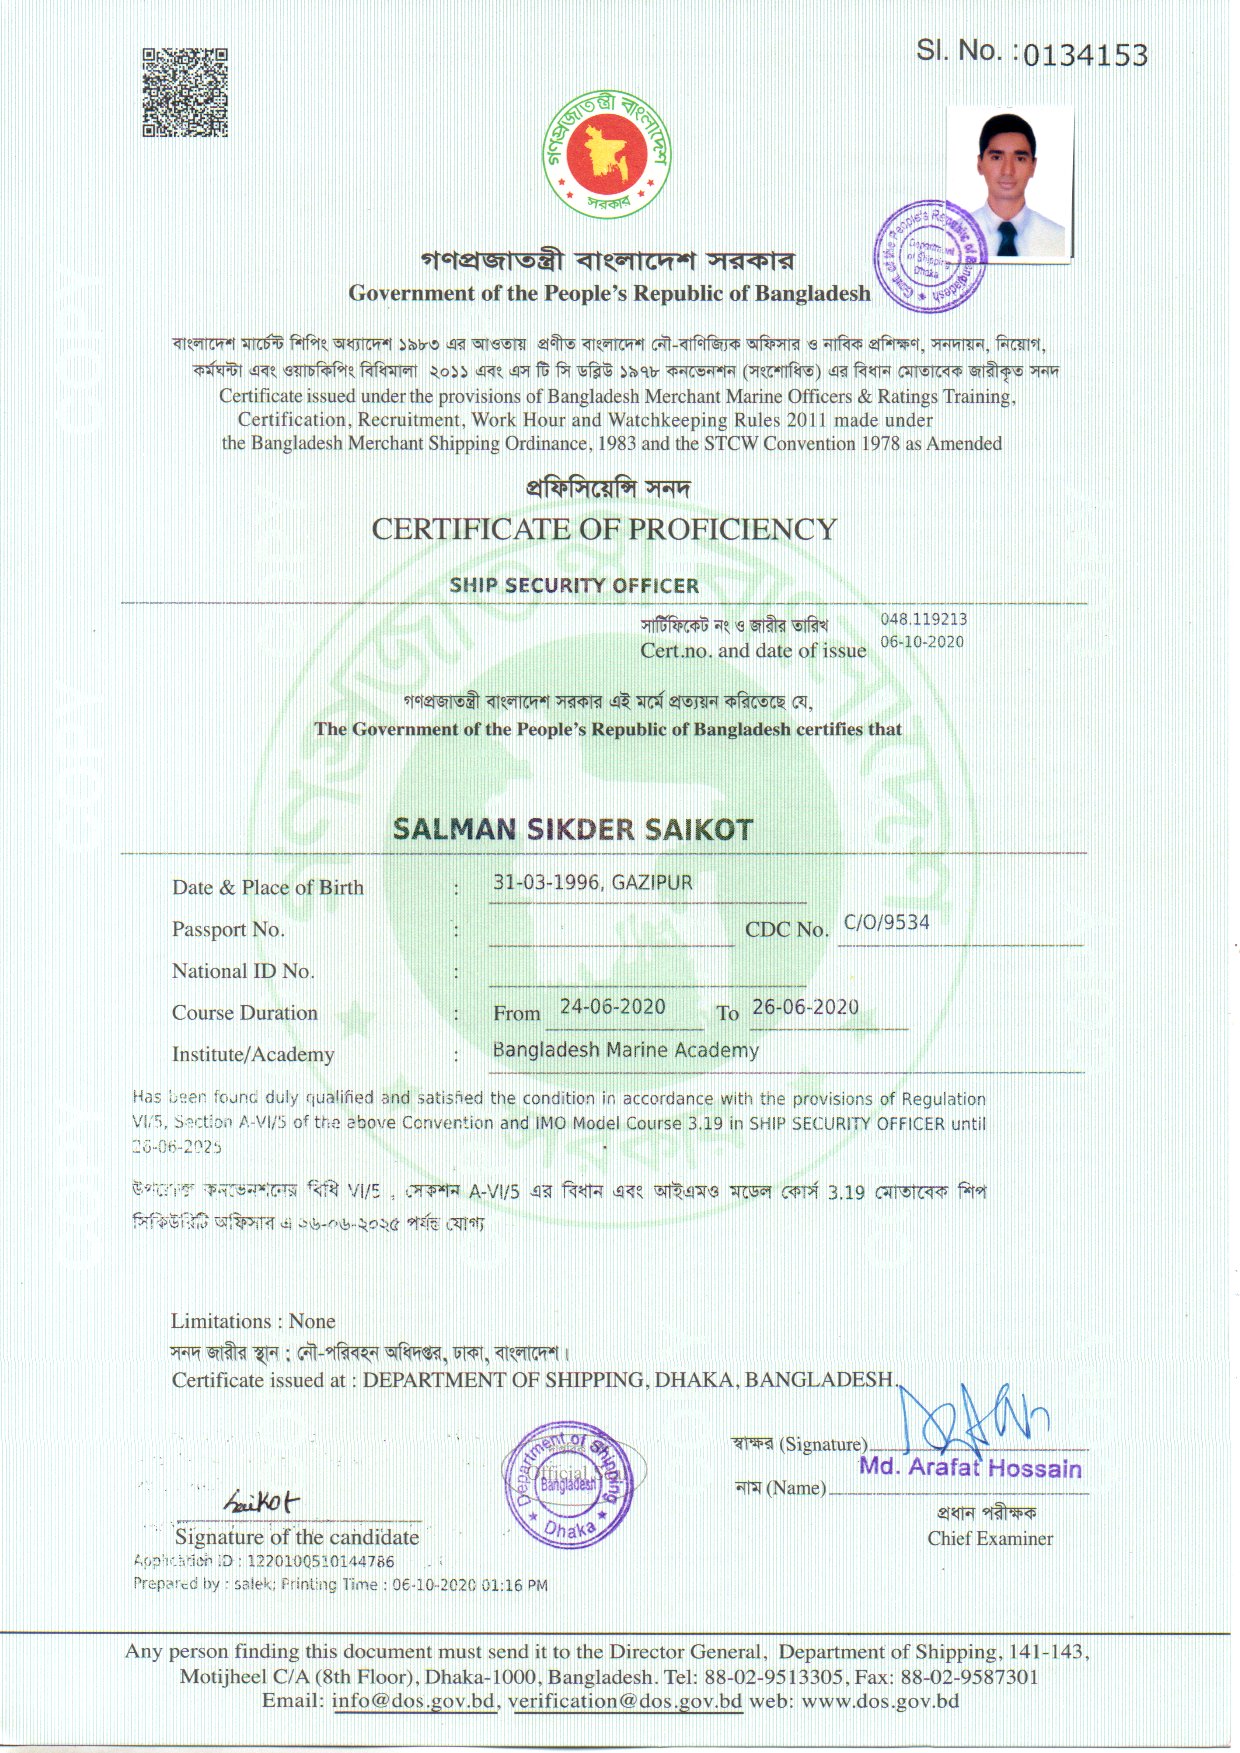 Sl. No. : 0134153
গণপ্রজাতন্ত্রী বাংলাদেশ
সরকার
Govt. of the People's Republic of Bangladesh
Department of Shipping Dhaka
গণপ্রজাতন্ত্রী বাংলাদেশ সরকার
Government of the People's Republic of Bangladesh
বাংলাদেশ মার্চেন্ট শিপিং অধ্যাদেশ ১৯৮৩ এর আওতায় প্রণীত বাংলাদেশ নৌ-বাণিজ্যিক অফিসার ও নাবিক প্রশিক্ষণ, সনদায়ন, নিয়োগ,
কর্মঘন্টা এবং ওয়াচকিপিং বিধিমালা ২০১১ এবং এস টি সি ডব্লিউ ১৯৭৮ কনভেনশন (সংশোধিত) এর বিধান মোতাবেক জারীকৃত সনদ
Certificate issued under the provisions of Bangladesh Merchant Marine Officers & Ratings Training,
Certification, Recruitment, Work Hour and Watchkeeping Rules 2011 made under
the Bangladesh Merchant Shipping Ordinance, 1983 and the STCW Convention 1978 as Amended
প্রফিসিয়েন্সি সনদ
CERTIFICATE OF PROFICIENCY
SHIP SECURITY OFFICER
সার্টিফিকেট নং ও জারীর তারিখ 048.119213
Cert.no. and date of issue 06-10-2020
গণপ্রজাতন্ত্রী বাংলাদেশ সরকার এই মর্মে প্রত্যয়ন করিতেছে যে,
The Government of the People's Republic of Bangladesh certifies that
SALMAN SIKDER SAIKOT
Date & Place of Birth : 31-03-1996, GAZIPUR
Passport No. : CDC No. C/O/9534
National ID No. :
Course Duration : From 24-06-2020 To 26-06-2020
Institute/Academy : Bangladesh Marine Academy
Has been found duly qualified and satisfied the condition in accordance with the provisions of Regulation
VI/5, Section A-VI/5 of the above Convention and IMO Model Course 3.19 in SHIP SECURITY OFFICER until
26-06-2025
উপরোক্ত কনভেনশনের বিধি VI/5 , সেকশন A-VI/5 এর বিধান এবং আইএমও মডেল কোর্স 3.19 মোতাবেক শিপ
সিকিউরিটি অফিসার এ ২৬-০৬-২০২৫ পর্যন্ত যোগ্য
Limitations : None
সনদ জারীর স্থান : নৌ-পরিবহন অধিদপ্তর, ঢাকা, বাংলাদেশ।
Certificate issued at : DEPARTMENT OF SHIPPING, DHAKA, BANGLADESH.
স্বাক্ষর (Signature)
Md. Arafat Hossain
নাম (Name)
প্রধান পরীক্ষক
Chief Examiner
Department of Shipping
Official
Bangladesh
Dhaka
Saikot
Signature of the candidate
Application ID : 1220100510144786
Prepared by : salek; Printing Time : 06-10-2020 01:16 PM
Any person finding this document must send it to the Director General, Department of Shipping, 141-143,
Motijheel C/A (8th Floor), Dhaka-1000, Bangladesh. Tel: 88-02-9513305, Fax: 88-02-9587301
Email: info@dos.gov.bd, verification@dos.gov.bd web: www.dos.gov.bd